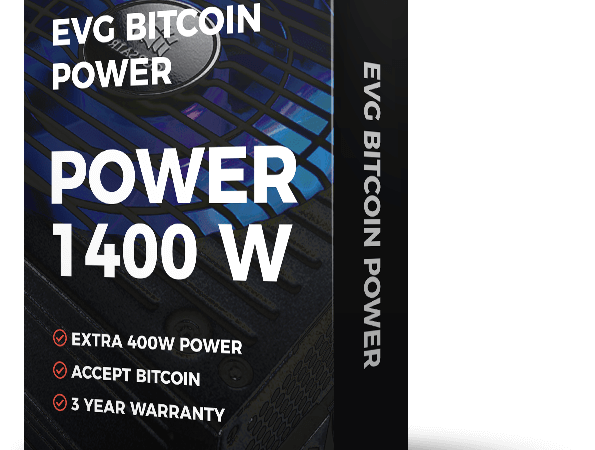 EVG BITCOIN
POWER
POWER
1400 W
EXTRA 400W POWER
ACCEPT BITCOIN
3 YEAR WARRANTY
EVG BITCOIN POWER